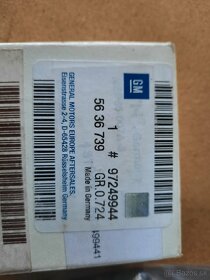 GM
1 # 97249944
56 36 739 GR.0.724
Made in Germany
GENERAL MOTORS EUROPE AFTERSALES.
Eisenstrasse 2-4, D-65428 Rüsselsheim Germany